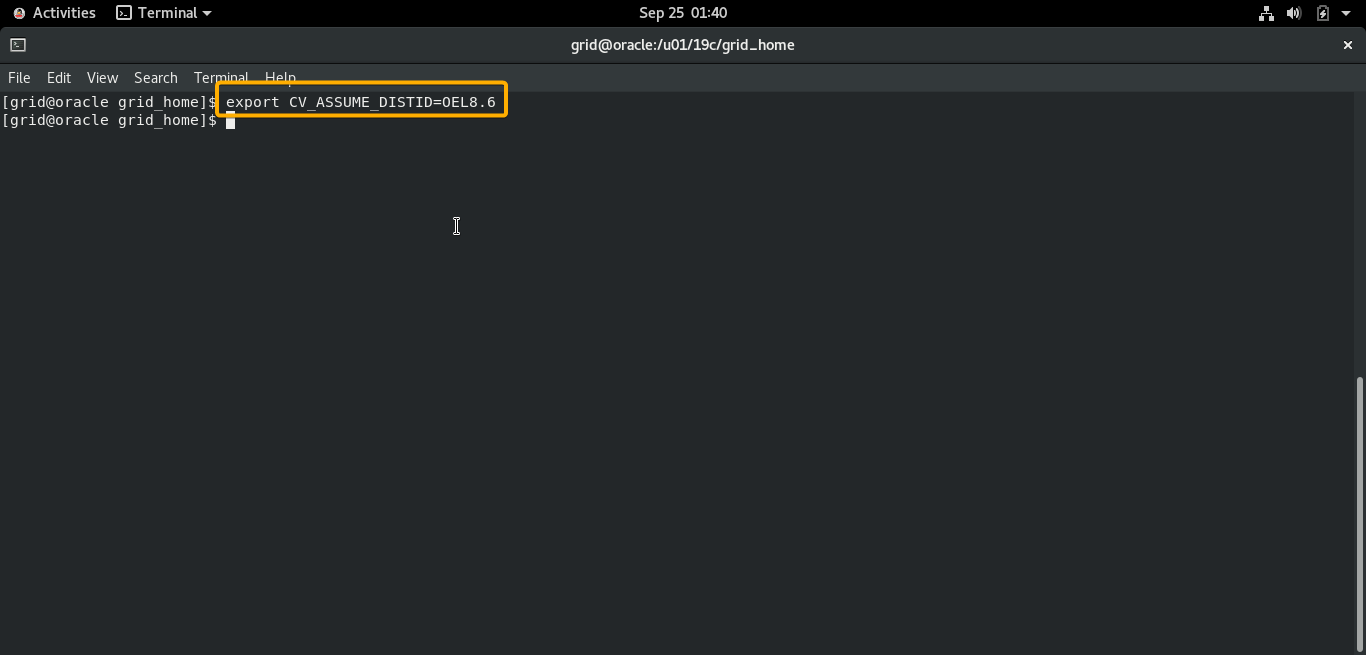 Activities Terminal Sep 25 01:40
grid@oracle:/u01/19c/grid_home
File Edit View Search Terminal Help
[grid@oracle grid_home]$ export CV_ASSUME_DISTID=OEL8.6
[grid@oracle grid_home]$